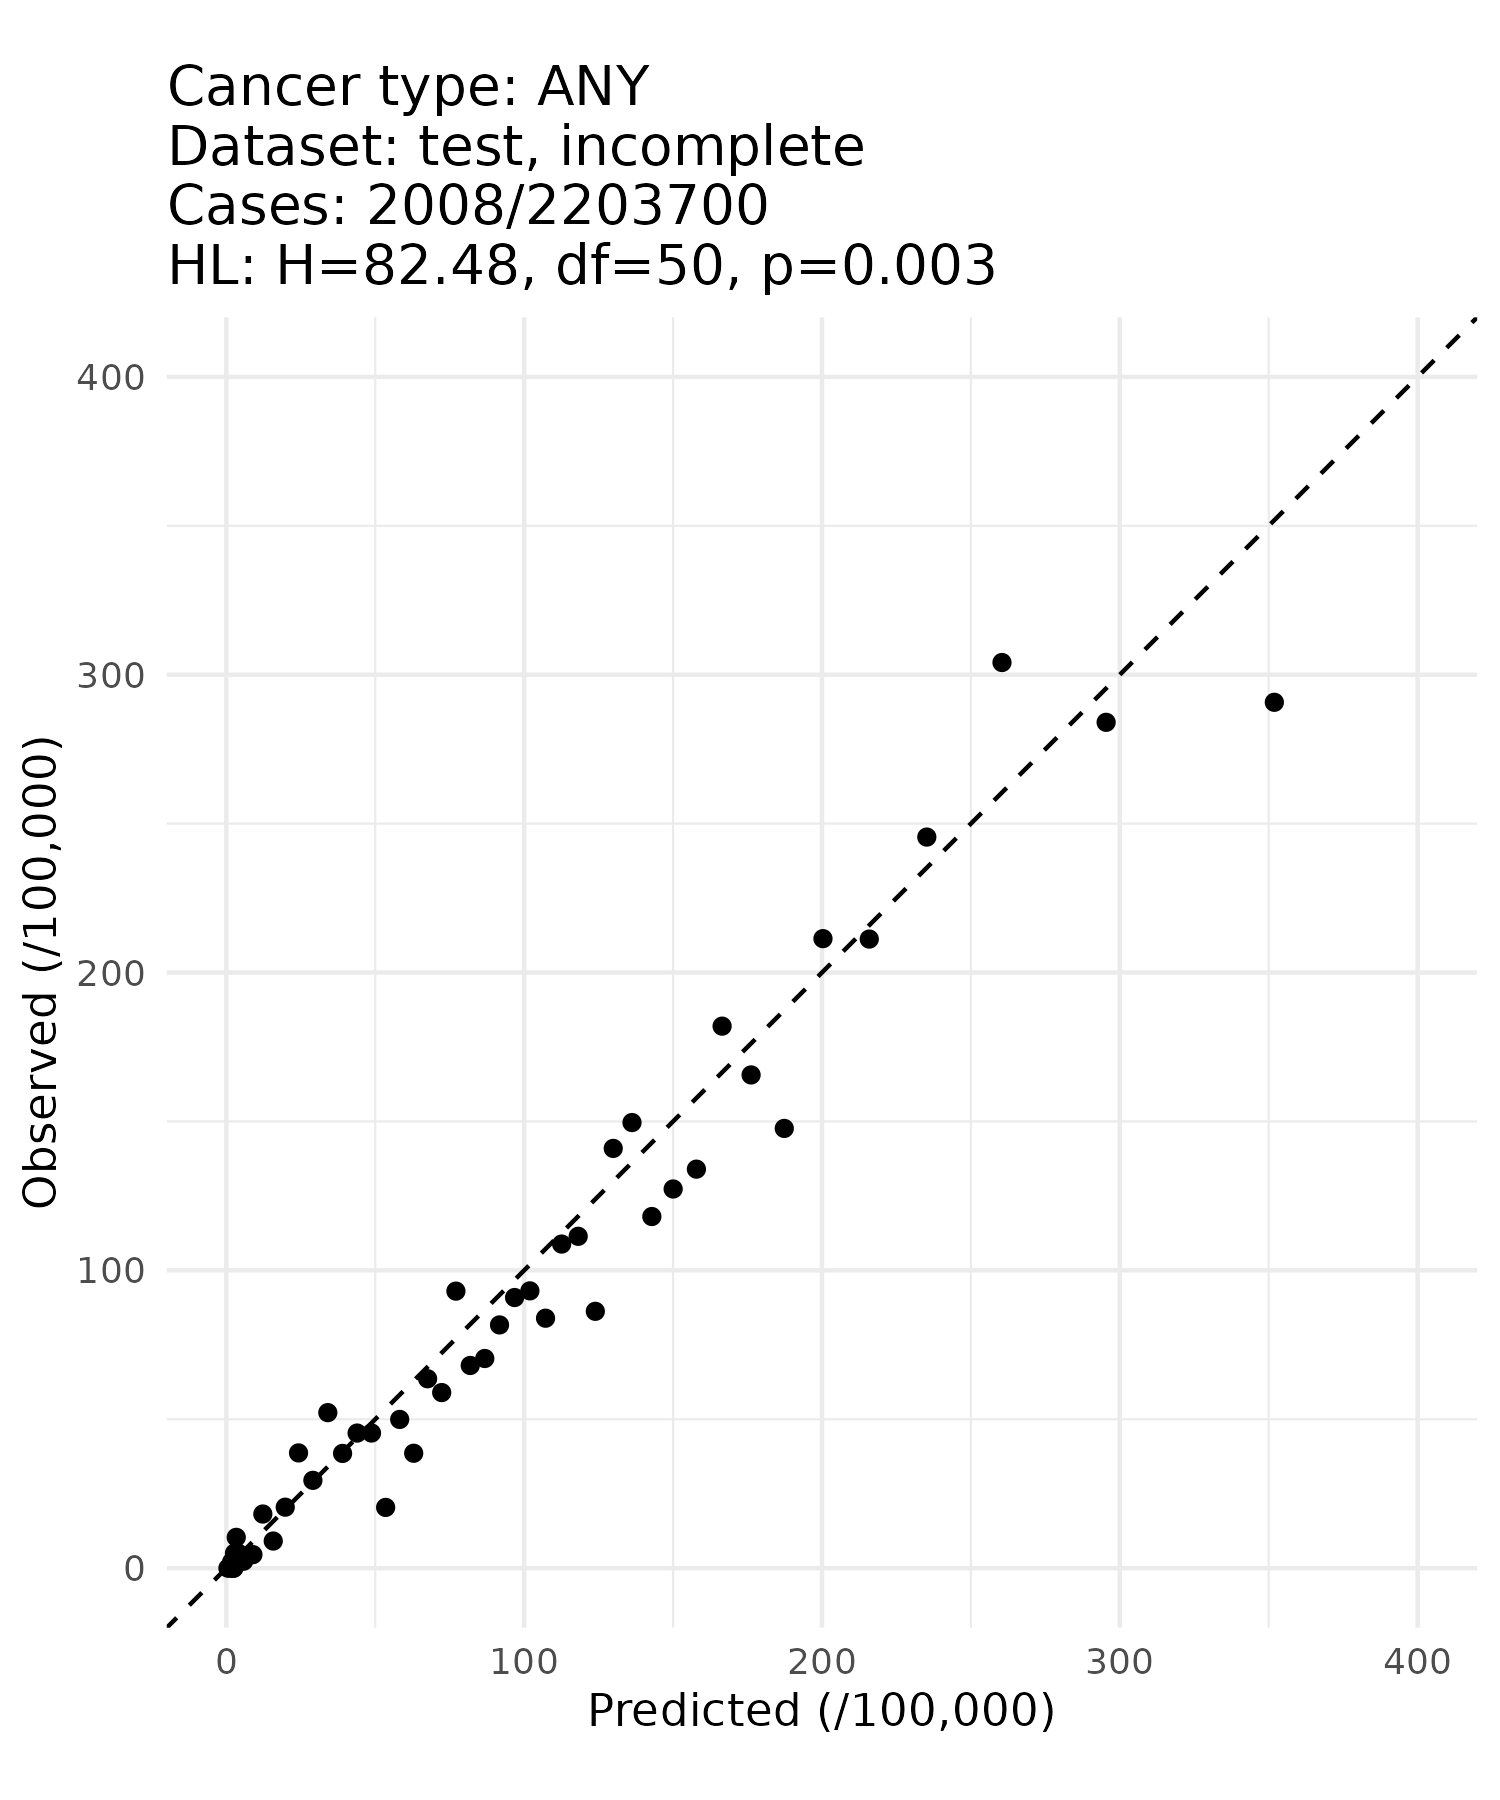 Cancer type: ANY
Dataset: test, incomplete
Cases: 2008/2203700
HL: H=82.48, df=50, p=0.003
400
300
200
100
0
Observed (/100,000)
0 100 200 300 400
Predicted (/100,000)